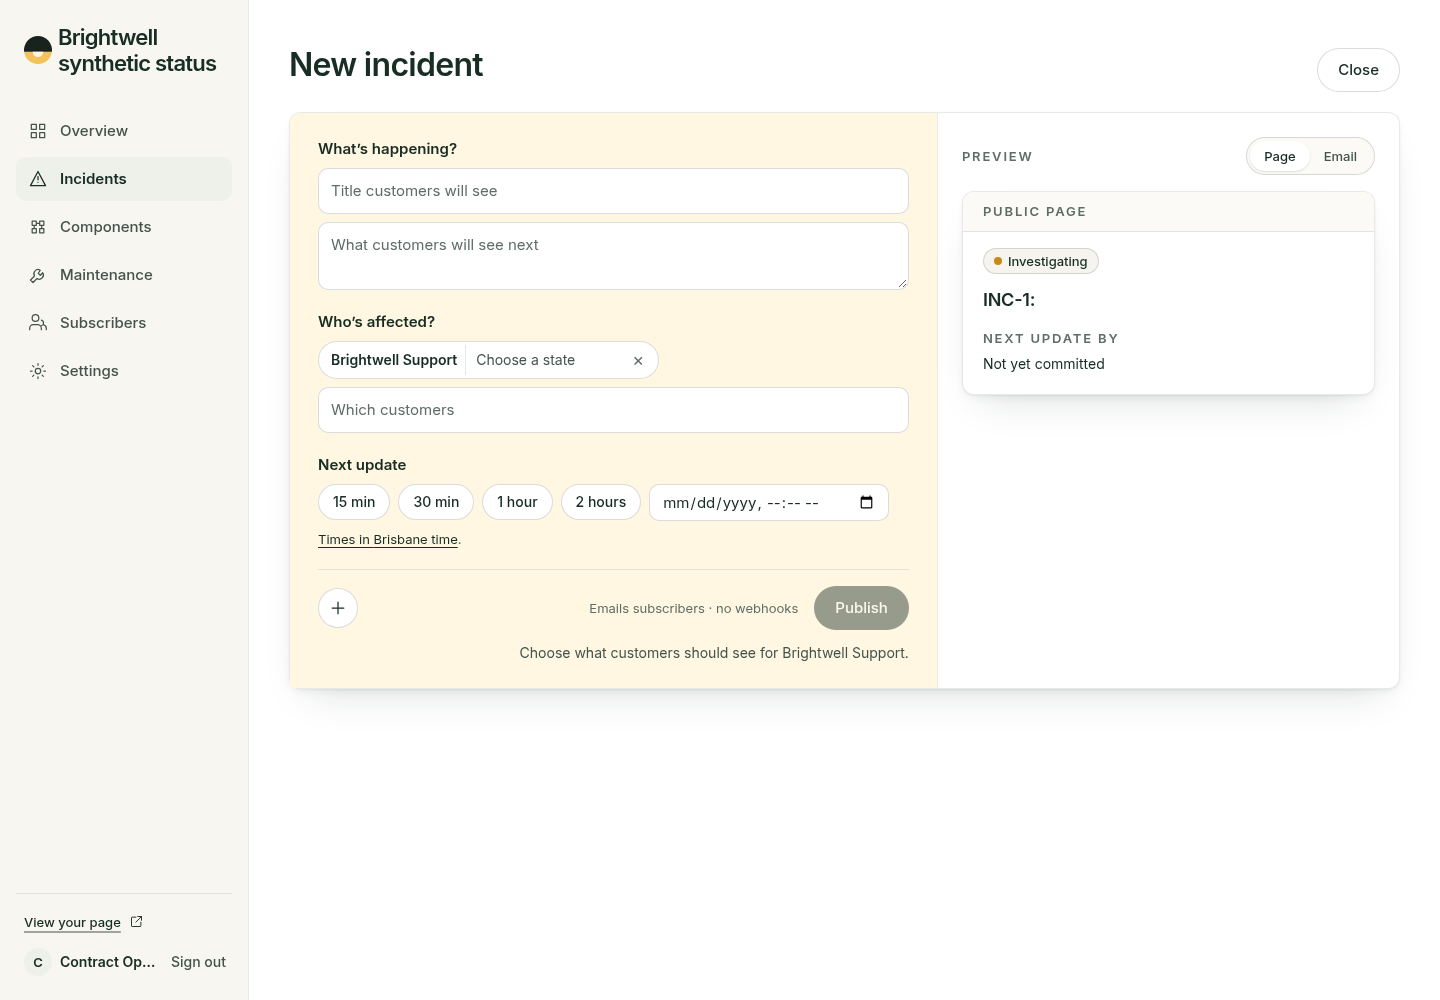 Brightwell
synthetic status
Overview
Incidents
Components
Maintenance
Subscribers
Settings
View your page
C
Contract Op...
Sign out
New incident
Close
What's happening?
Title customers will see
What customers will see next
Who's affected?
Brightwell Support
Choose a state
Which customers
Next update
15 min
30 min
1 hour
2 hours
mm/dd/yyyy, --:-- --
Times in Brisbane time.
Emails subscribers · no webhooks
Publish
Choose what customers should see for Brightwell Support.
PREVIEW
Page
Email
PUBLIC PAGE
Investigating
INC-1:
NEXT UPDATE BY
Not yet committed